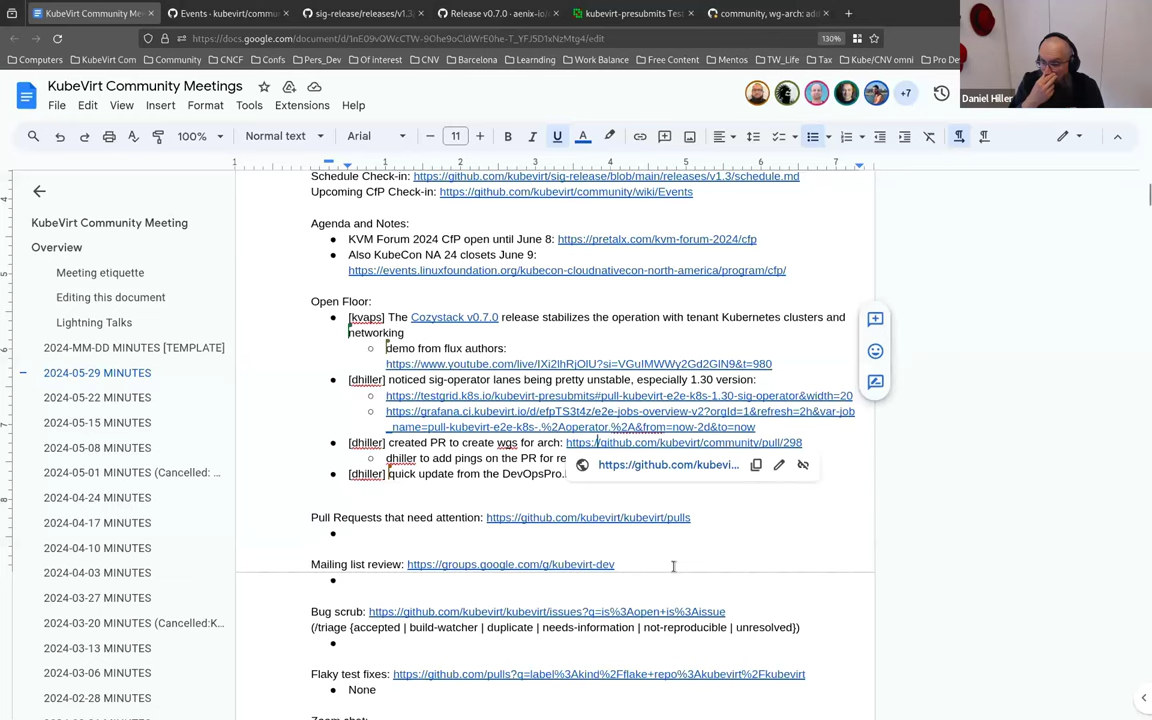 KubeVirt Community Mee
Events · kubevirt/commu
sig-release/releases/v1.3
Release v0.7.0 · aenix-io/
kubevirt-presubmits Tes
community, wg-arch: ad
https://docs.google.com/document/d/1nE09vQWcCTW-9Ohe9oCldWrE0he-T_YFJ5D1xNzMtg4/edit
130%
Computers
KubeVirt Com
Community
CNCF
Confs
Pers_Dev
Of interest
CNV
Barcelona
Learnding
Work Balance
Free Content
Mentos
TW_Life
Tax
Kube/CNV omni
Pro De
Daniel Hiller
KubeVirt Community Meetings
File Edit View Insert Format Tools Extensions Help
+7
100%
Normal text
Arial
11
1 1 2 3 4 5 6 7
KubeVirt Community Meeting
Overview
Meeting etiquette
Editing this document
Lightning Talks
2024-MM-DD MINUTES [TEMPLATE]
2024-05-29 MINUTES
2024-05-22 MINUTES
2024-05-15 MINUTES
2024-05-08 MINUTES
2024-05-01 MINUTES (Cancelled: ...
2024-04-24 MINUTES
2024-04-17 MINUTES
2024-04-10 MINUTES
2024-04-03 MINUTES
2024-03-27 MINUTES
2024-03-20 MINUTES (Cancelled:K...
2024-03-13 MINUTES
2024-03-06 MINUTES
2024-02-28 MINUTES
Schedule Check-in: https://github.com/kubevirt/sig-release/blob/main/releases/v1.3/schedule.md
Upcoming CfP Check-in: https://github.com/kubevirt/community/wiki/Events
Agenda and Notes:
KVM Forum 2024 CfP open until June 8: https://pretalx.com/kvm-forum-2024/cfp
Also KubeCon NA 24 closets June 9:
https://events.linuxfoundation.org/kubecon-cloudnativecon-north-america/program/cfp/
Open Floor:
[kvaps] The Cozystack v0.7.0 release stabilizes the operation with tenant Kubernetes clusters and
networking
demo from flux authors:
https://www.youtube.com/live/IXi2lhRjOlU?si=VGuIMWWy2Gd2GlN9&t=980
[dhiller] noticed sig-operator lanes being pretty unstable, especially 1.30 version:
https://testgrid.k8s.io/kubevirt-presubmits#pull-kubevirt-e2e-k8s-1.30-sig-operator&width=20
https://grafana.ci.kubevirt.io/d/efpTS3t4z/e2e-jobs-overview-v2?orgId=1&refresh=2h&var-job
_name=pull-kubevirt-e2e-k8s-.%2Aoperator.%2A&from=now-2d&to=now
[dhiller] created PR to create wgs for arch: https://github.com/kubevirt/community/pull/298
dhiller to add pings on the PR for re
https://github.com/kubevi...
[dhiller] quick update from the DevOpsPro.
Pull Requests that need attention: https://github.com/kubevirt/kubevirt/pulls
Mailing list review: https://groups.google.com/g/kubevirt-dev
Bug scrub: https://github.com/kubevirt/kubevirt/issues?q=is%3Aopen+is%3Aissue
(/triage {accepted | build-watcher | duplicate | needs-information | not-reproducible | unresolved})
Flaky test fixes: https://github.com/pulls?q=label%3Akind%2Fflake+repo%3Akubevirt%2Fkubevirt
None
Zoom chat: